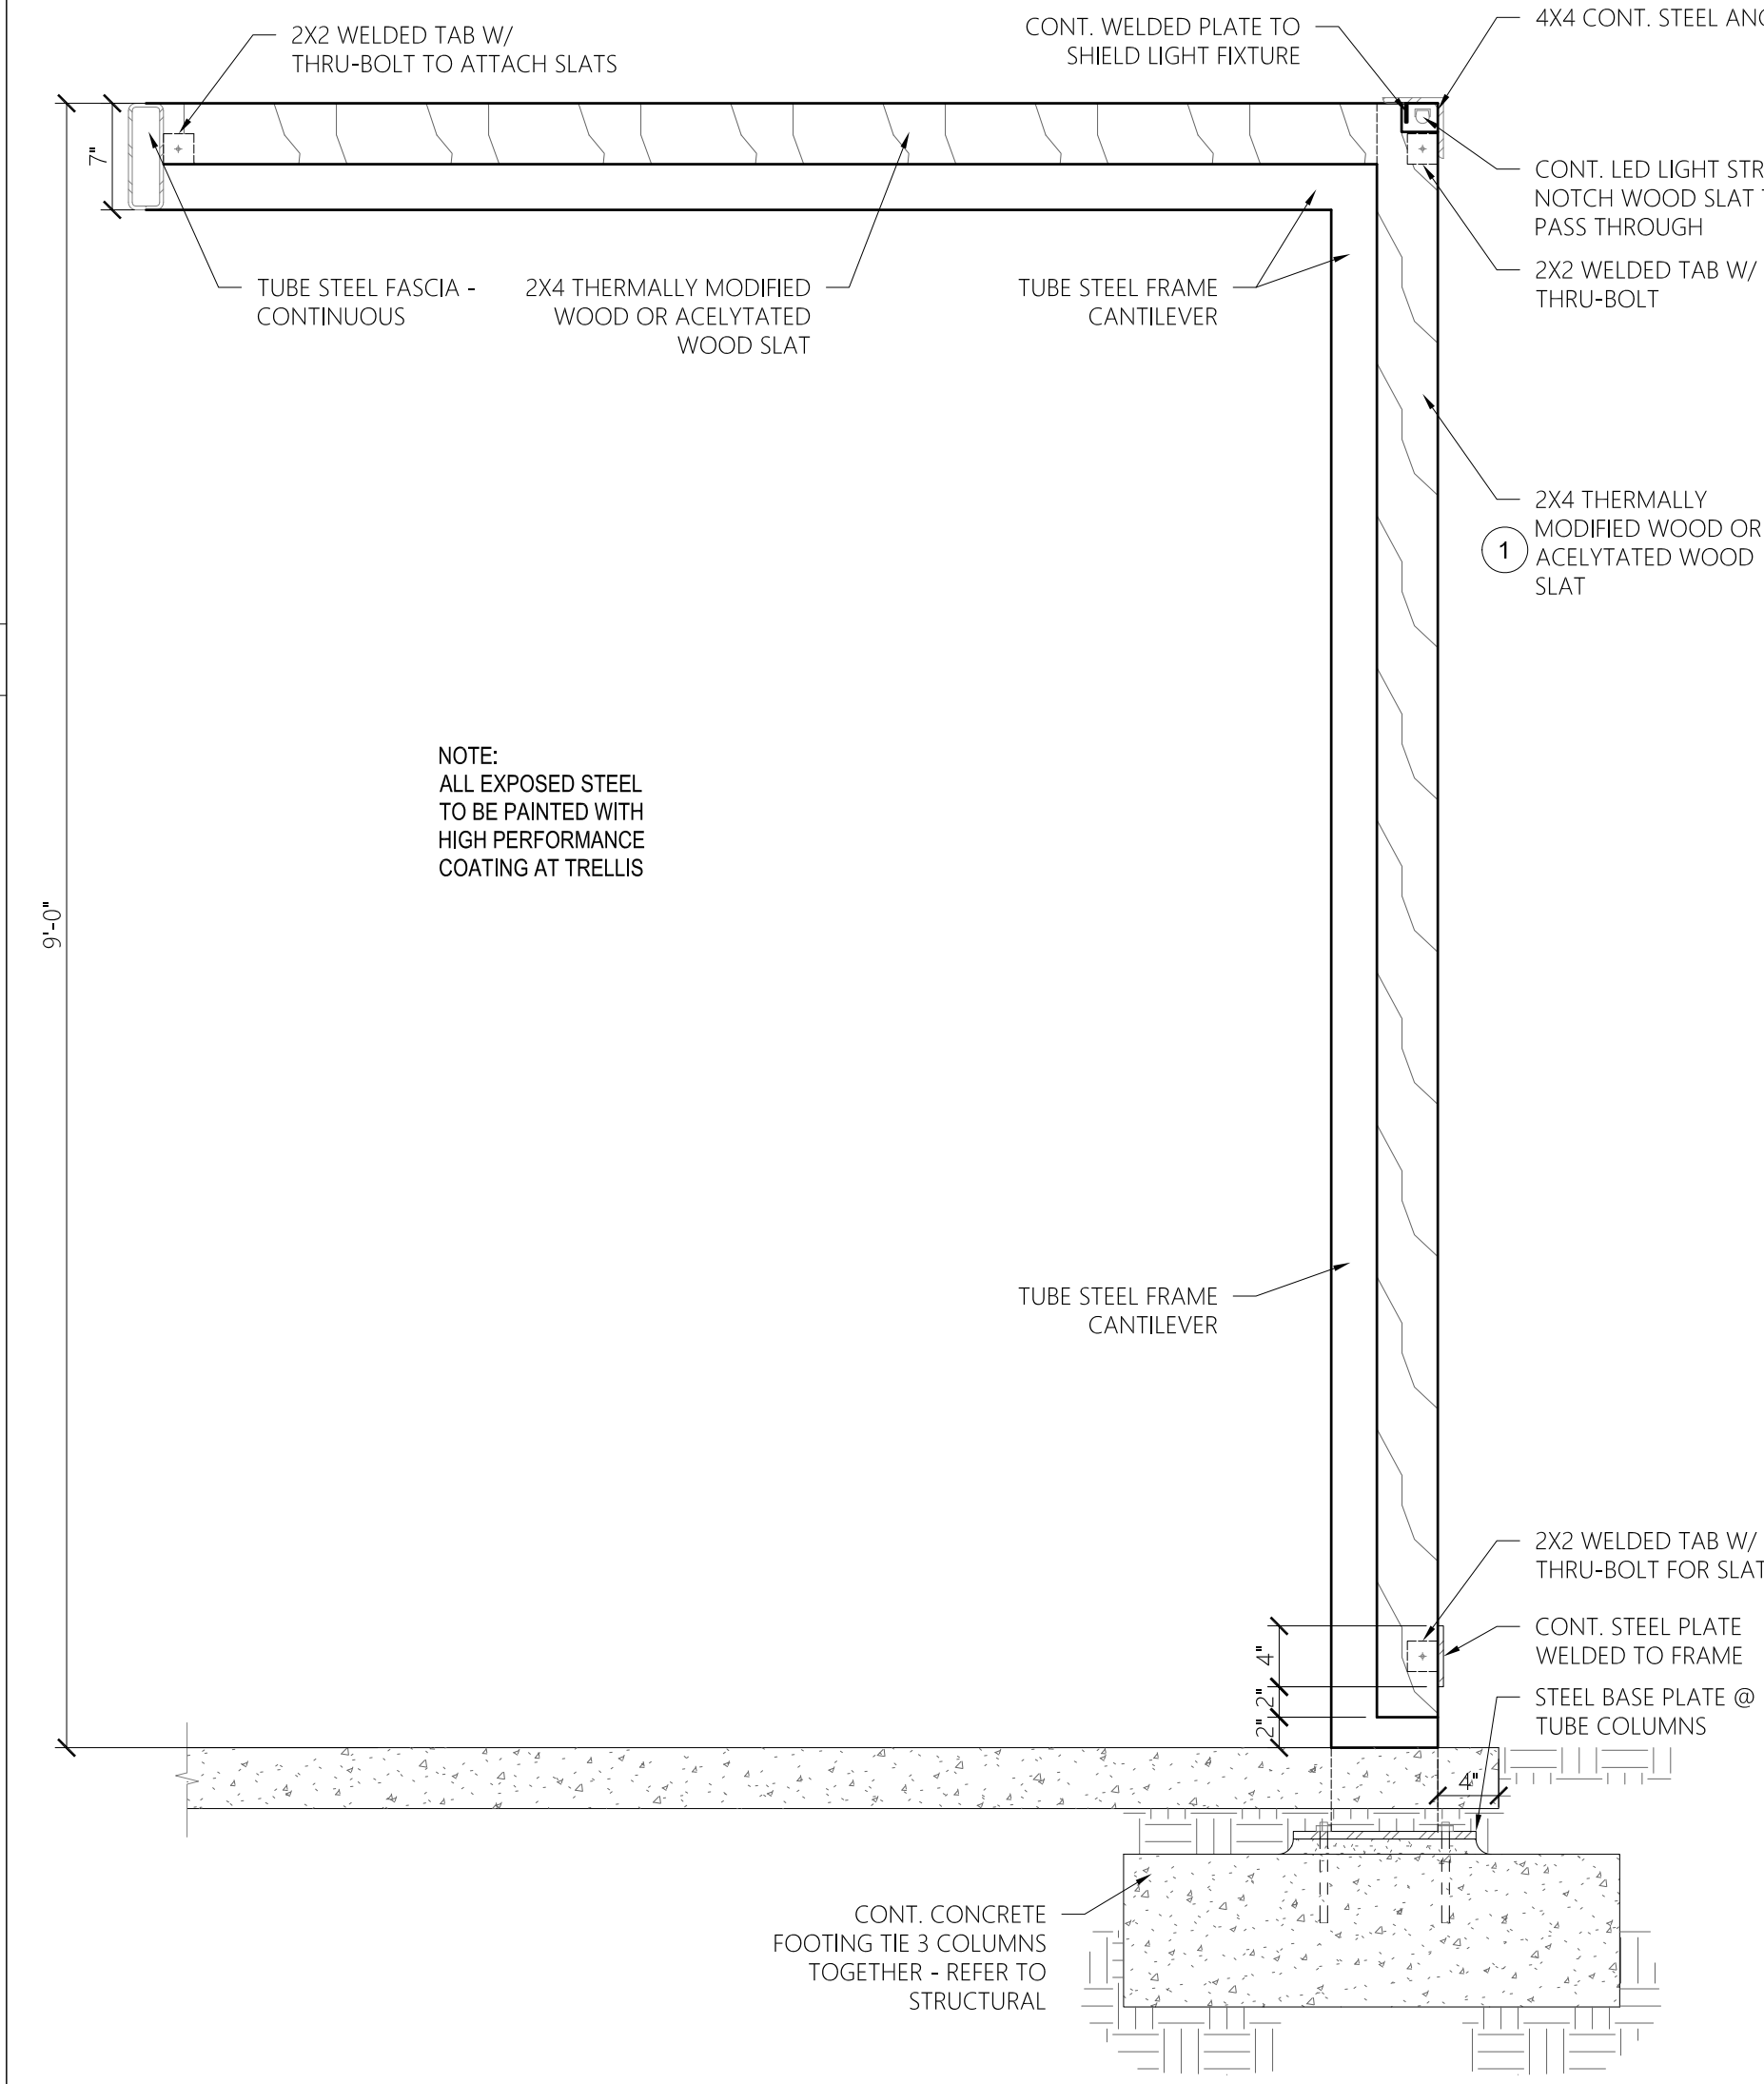 2X2 WELDED TAB W/
THRU-BOLT TO ATTACH SLATS
CONT. WELDED PLATE TO
SHIELD LIGHT FIXTURE
4X4 CONT. STEEL
7"
CONT. LED LIGHT
NOTCH WOOD SLAT
PASS THROUGH
2X2 WELDED TAB W/
THRU-BOLT
TUBE STEEL FASCIA -
CONTINUOUS
2X4 THERMALLY MODIFIED
WOOD OR ACELYTATED
WOOD SLAT
TUBE STEEL FRAME
CANTILEVER
2X4 THERMALLY
MODIFIED WOOD OR
ACELYTATED WOOD
SLAT
1
NOTE:
ALL EXPOSED STEEL
TO BE PAINTED WITH
HIGH PERFORMANCE
COATING AT TRELLIS
9'-0"
TUBE STEEL FRAME
CANTILEVER
2X2 WELDED TAB W/
THRU-BOLT FOR SLAT
CONT. STEEL PLATE
WELDED TO FRAME
4"
2"
2"
STEEL BASE PLATE @
TUBE COLUMNS
4"
CONT. CONCRETE
FOOTING TIE 3 COLUMNS
TOGETHER - REFER TO
STRUCTURAL